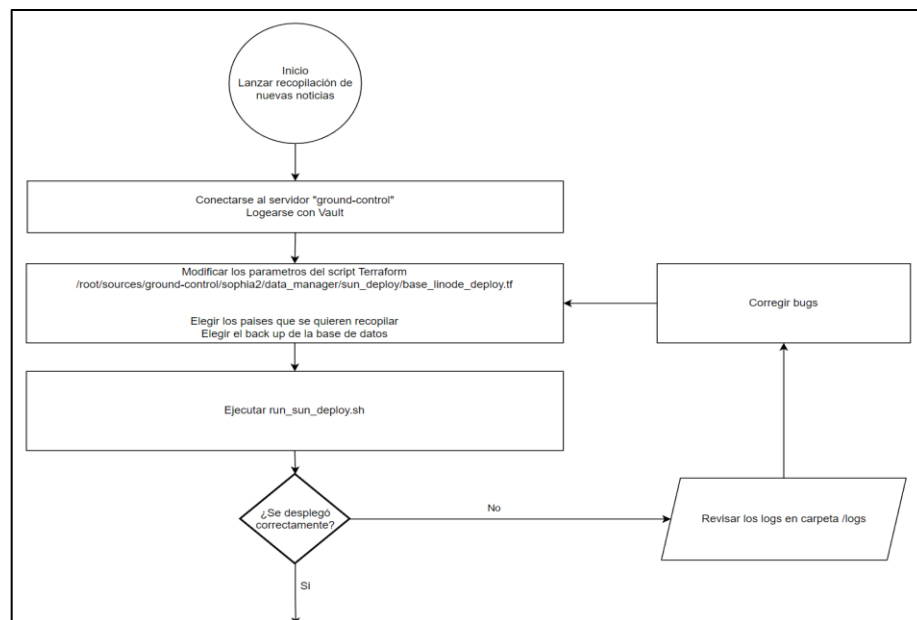 Inicio
Lanzar recopilación de
nuevas noticias
Conectarse al servidor "ground-control"
Logearse con Vault
Modificar los parametros del script Terraform
/root/sources/ground-control/sophia2/data_manager/sun_deploy/base_linode_deploy.tf
Elegir los paises que se quieren recopilar
Elegir el back up de la base de datos
Corregir bugs
Ejecutar run_sun_deploy.sh
¿Se desplegó
correctamente?
No
Revisar los logs en carpeta /logs
Si